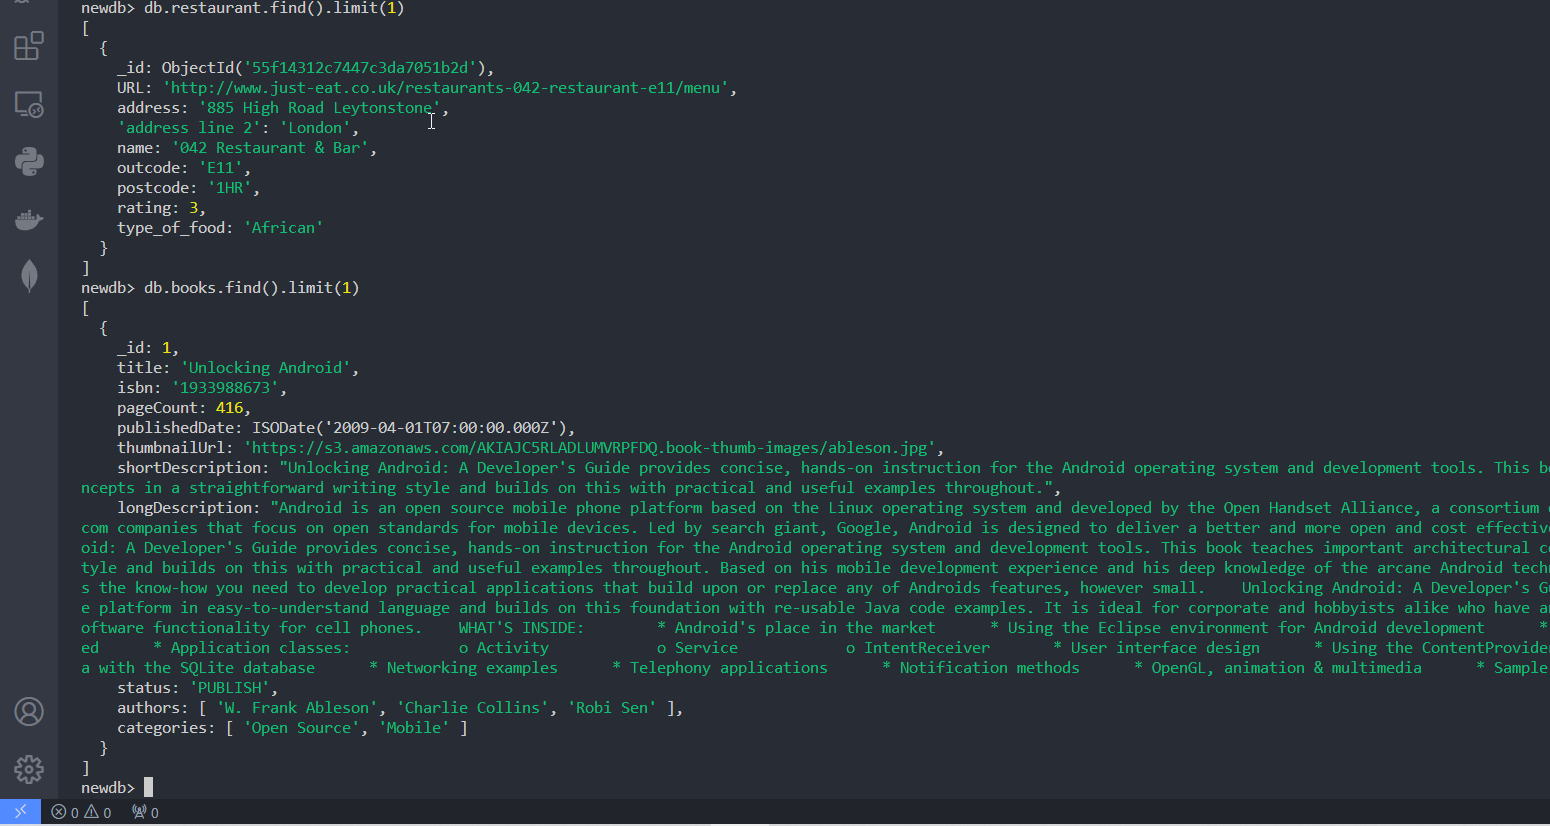 newdb> db.restaurant.find().limit(1)
[
  {
    _id: ObjectId('55f14312c7447c3da7051b2d'),
    URL: 'http://www.just-eat.co.uk/restaurants-042-restaurant-e11/menu',
    address: '885 High Road Leytonstone',
    'address line 2': 'London',
    name: '042 Restaurant & Bar',
    outcode: 'E11',
    postcode: '1HR',
    rating: 3,
    type_of_food: 'African'
  }
]
newdb> db.books.find().limit(1)
[
  {
    _id: 1,
    title: 'Unlocking Android',
    isbn: '1933988673',
    pageCount: 416,
    publishedDate: ISODate('2009-04-01T07:00:00.000Z'),
    thumbnailUrl: 'https://s3.amazonaws.com/AKIAJC5RLADLUMVRPFDQ.book-thumb-images/ableson.jpg',
    shortDescription: "Unlocking Android: A Developer's Guide provides concise, hands-on instruction for the Android operating system and development tools. This
ncepts in a straightforward writing style and builds on this with practical and useful examples throughout.",
    longDescription: "Android is an open source mobile phone platform based on the Linux operating system and developed by the Open Handset Alliance, a consortium
com companies that focus on open standards for mobile devices. Led by search giant, Google, Android is designed to deliver a better and more open and cost effectiv
oid: A Developer's Guide provides concise, hands-on instruction for the Android operating system and development tools. This book teaches important architectural c
tyle and builds on this with practical and useful examples throughout. Based on his mobile development experience and his deep knowledge of the arcane Android tech
s the know-how you need to develop practical applications that build upon or replace any of Androids features, however small.    Unlocking Android: A Developer's G
e platform in easy-to-understand language and builds on this foundation with re-usable Java code examples. It is ideal for corporate and hobbyists alike who have a
oftware functionality for cell phones.    WHAT'S INSIDE:        * Android's place in the market      * Using the Eclipse environment for Android development      *
ed      * Application classes:            o Activity            o Service            o IntentReceiver       * User interface design      * Using the ContentProvide
a with the SQLite database      * Networking examples      * Telephony applications      * Notification methods      * OpenGL, animation & multimedia      * Sample
    status: 'PUBLISH',
    authors: [ 'W. Frank Ableson', 'Charlie Collins', 'Robi Sen' ],
    categories: [ 'Open Source', 'Mobile' ]
  }
]
newdb>
0 0 0